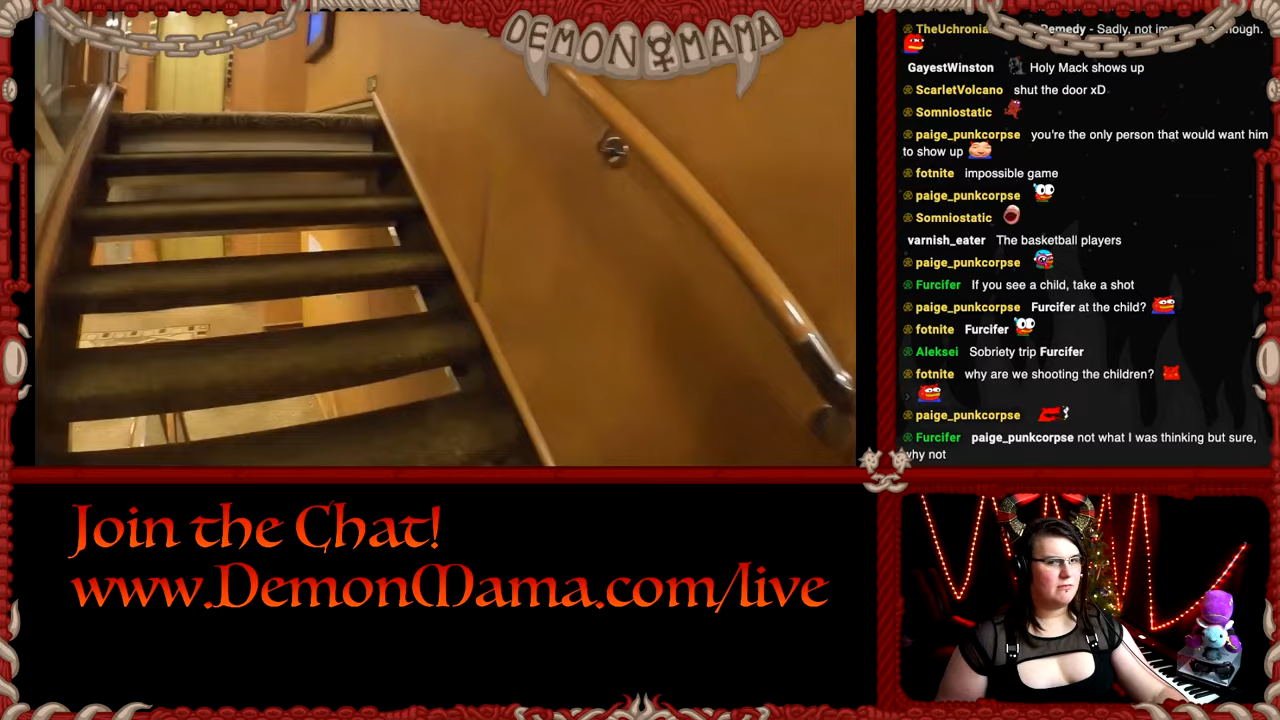 DEMON MAMA
TheUchronia Remedy - Sadly, not im ough.
GayestWinston Holy Mack shows up
ScarletVolcano shut the door xD
Somniostatic
paige_punkcorpse you're the only person that would want him
to show up
fotnite impossible game
paige_punkcorpse
Somniostatic
varnish_eater The basketball players
paige_punkcorpse
Furcifer If you see a child, take a shot
paige_punkcorpse Furcifer at the child?
fotnite Furcifer
Aleksei Sobriety trip Furcifer
fotnite why are we shooting the children?
paige_punkcorpse
Furcifer paige_punkcorpse not what I was thinking but sure,
why not
Join the Chat!
www.DemonMama.com/live